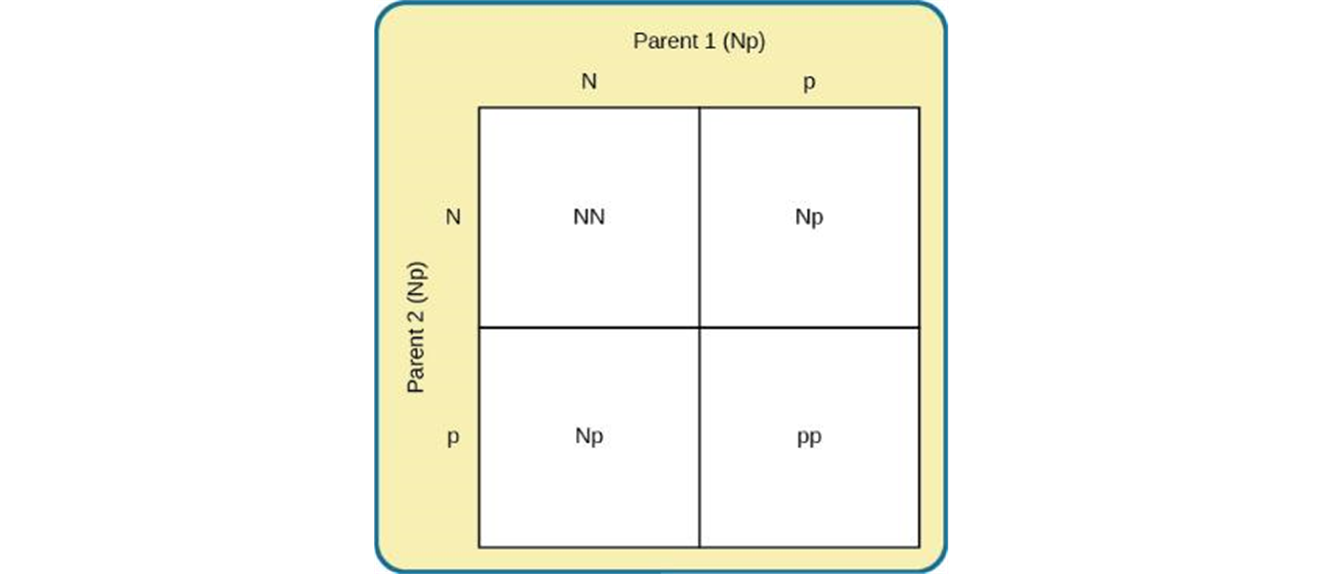 Parent 1 (Np)
N p
N NN Np
Parent 2 (Np)
p Np pp